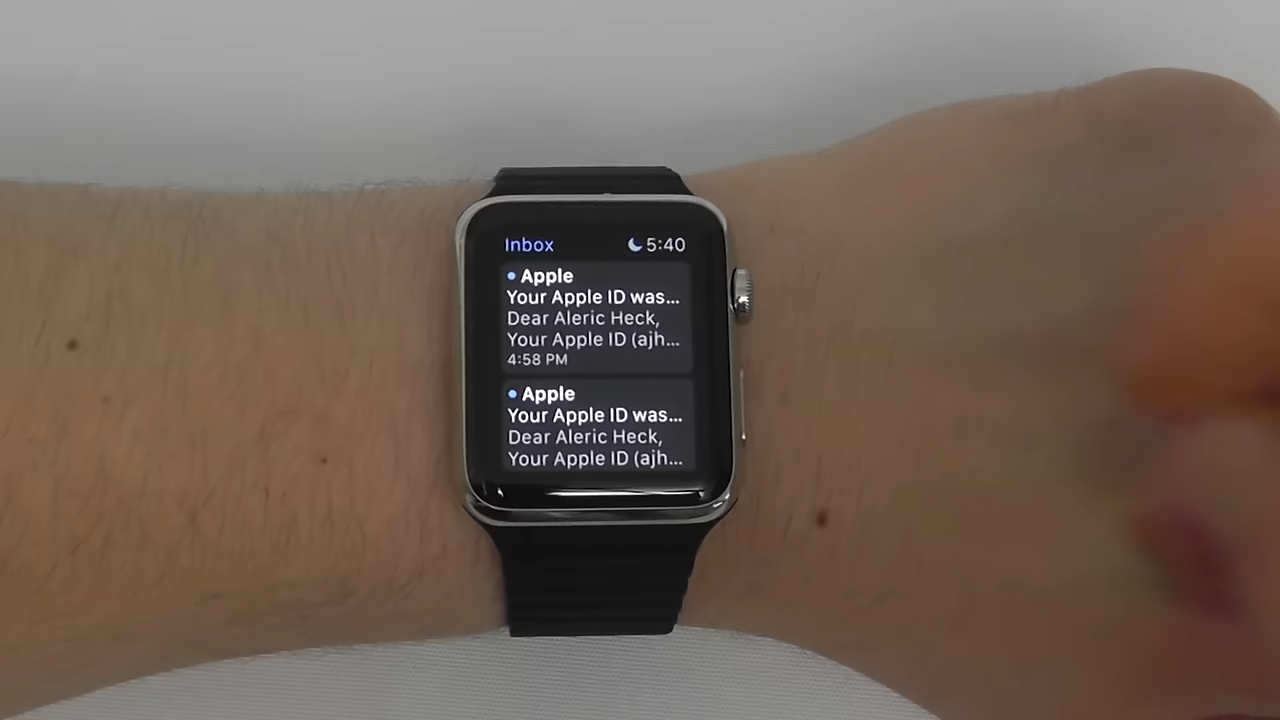 Inbox 5:40
Apple
Your Apple ID was...
Dear Aleric Heck,
Your Apple ID (ajh...
4:58 PM
Apple
Your Apple ID was...
Dear Aleric Heck,
Your Apple ID (ajh...